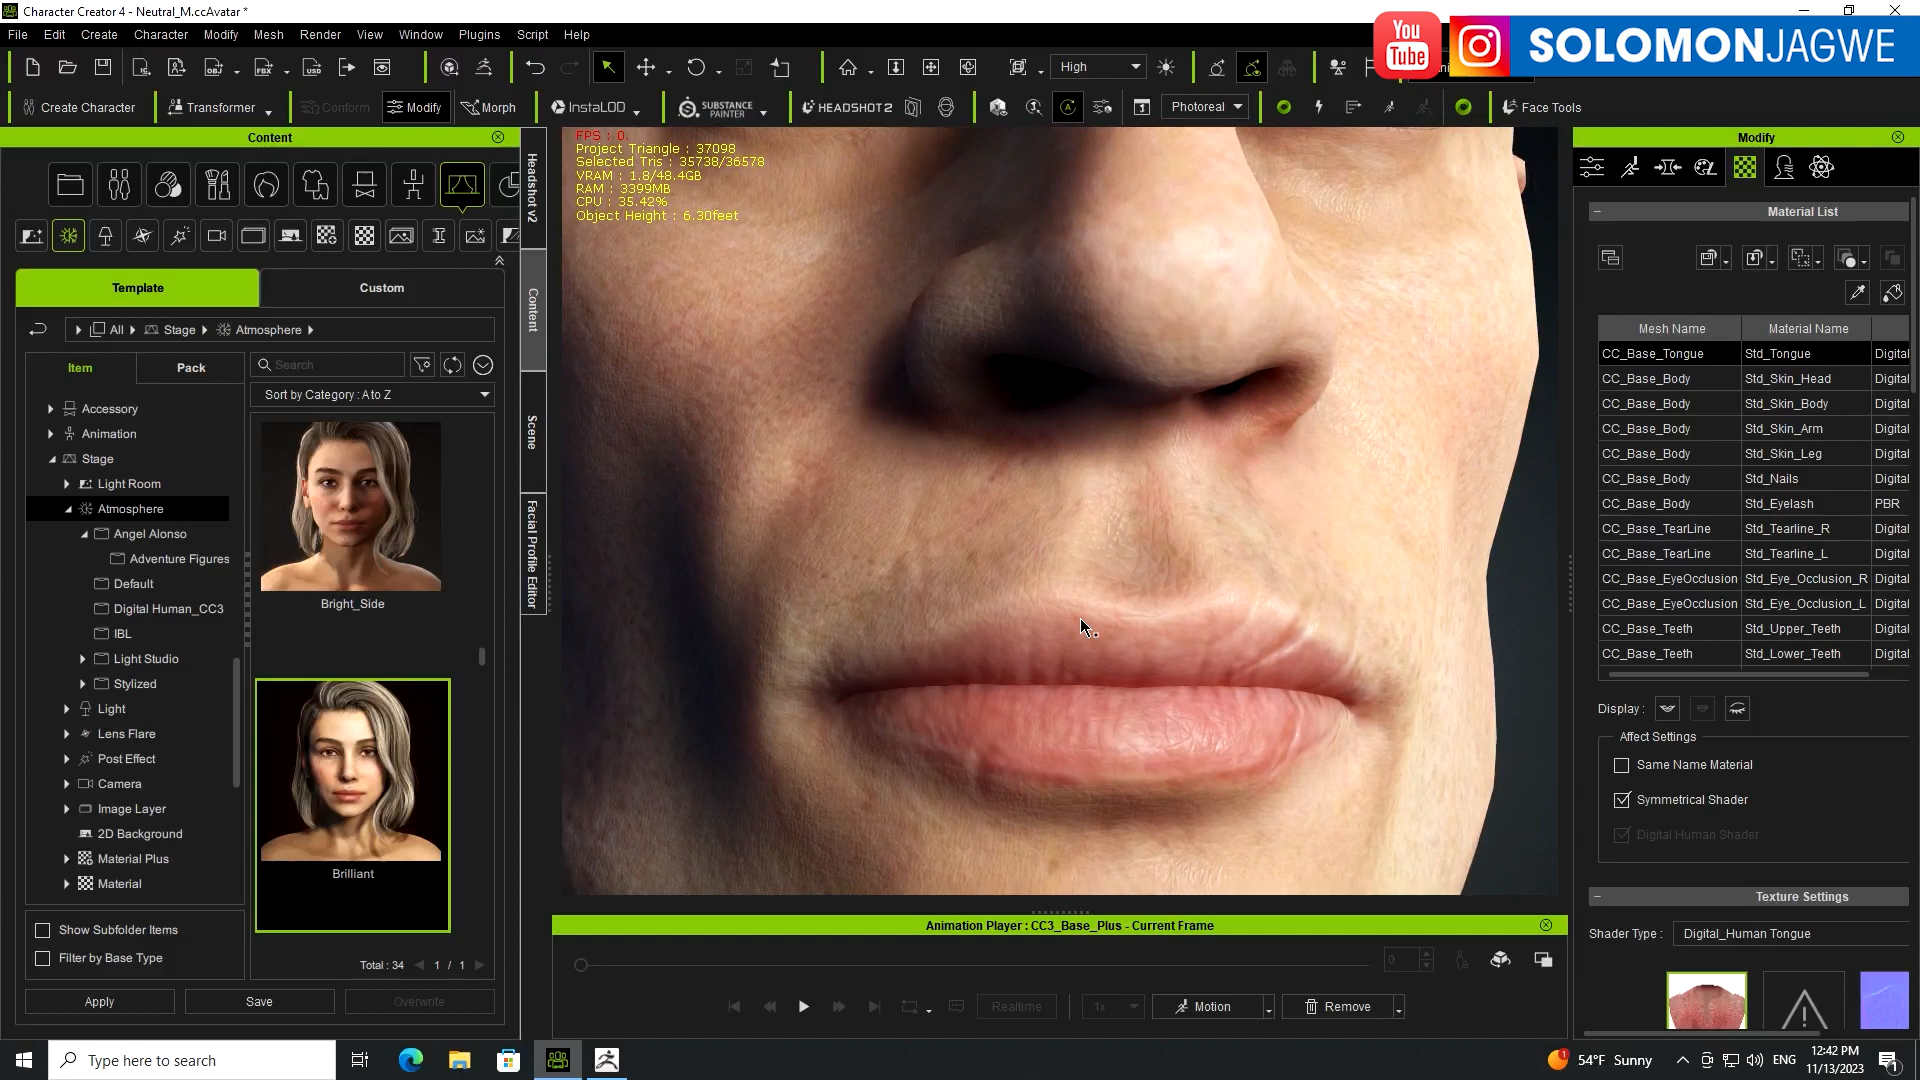 Character Creator 4 - Neutral_M.ccAvatar *
File Edit Create Character Modify Mesh Render View Window Plugins Script Help
You
Tube
SOLOMONJAGWE
High
Create Character Transformer Conform Modify Morph InstaLOD SUBSTANCE PAINTER HEADSHOT 2 Photoreal Face Tools
Content
Headshot v2
Content
Scene
Facial Profile Editor
Template Custom
All Stage Atmosphere
Item Pack
Search
Sort by Category : A to Z
Accessory
Animation
Stage
Light Room
Atmosphere
Angel Alonso
Adventure Figures
Default
Digital Human_CC3
IBL
Light Studio
Stylized
Light
Lens Flare
Post Effect
Camera
Image Layer
2D Background
Material Plus
Material
Bright_Side
Brilliant
Show Subfolder Items
Filter by Base Type
Total : 34 1 / 1
Apply Save Overwrite
FPS : 0.
Project Triangle : 37098
Selected Tris : 35738/36578
VRAM : 1.8/48.4GB
RAM : 3399MB
CPU : 35.42%
Object Height : 6.30feet
Animation Player : CC3_Base_Plus - Current Frame
0
Realtime 1x Motion Remove
Modify
Material List
Mesh Name Material Name
CC_Base_Tongue Std_Tongue Digital
CC_Base_Body Std_Skin_Head Digital
CC_Base_Body Std_Skin_Body Digital
CC_Base_Body Std_Skin_Arm Digital
CC_Base_Body Std_Skin_Leg Digital
CC_Base_Body Std_Nails Digital
CC_Base_Body Std_Eyelash PBR
CC_Base_TearLine Std_Tearline_R Digital
CC_Base_TearLine Std_Tearline_L Digital
CC_Base_EyeOcclusion Std_Eye_Occlusion_R Digital
CC_Base_EyeOcclusion Std_Eye_Occlusion_L Digital
CC_Base_Teeth Std_Upper_Teeth Digital
CC_Base_Teeth Std_Lower_Teeth Digital
Display :
Affect Settings
Same Name Material
Symmetrical Shader
Digital Human Shader
Texture Settings
Shader Type : Digital_Human Tongue
Type here to search
54°F Sunny
ENG
12:42 PM
11/13/2023
1